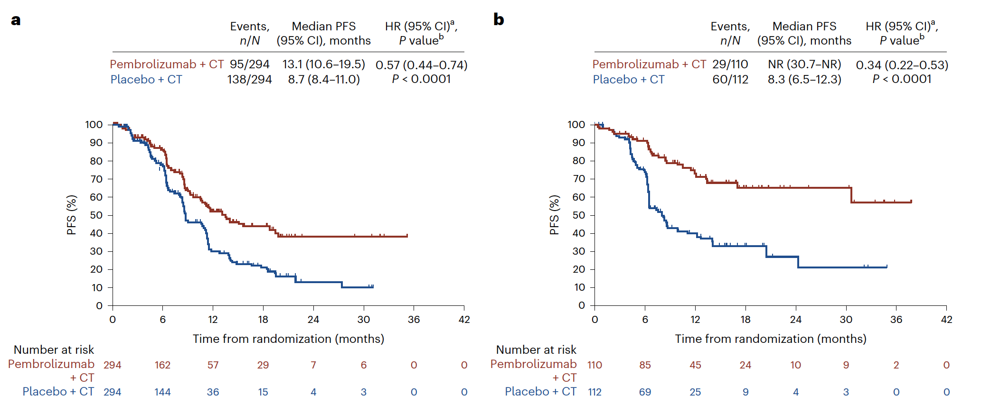 a
Events, Median PFS HR (95% CI)a,
n/N (95% CI), months P valueb
Pembrolizumab + CT 95/294 13.1 (10.6–19.5) 0.57 (0.44–0.74)
Placebo + CT 138/294 8.7 (8.4–11.0) P < 0.0001
100
90
80
70
60
50
40
30
20
10
0
PFS (%)
0 6 12 18 24 30 36 42
Time from randomization (months)
Number at risk
Pembrolizumab 294 162 57 29 7 6 0 0
+ CT
Placebo + CT 294 144 36 15 4 3 0 0
b
Events, Median PFS HR (95% CI)a,
n/N (95% CI), months P valueb
Pembrolizumab + CT 29/110 NR (30.7–NR) 0.34 (0.22–0.53)
Placebo + CT 60/112 8.3 (6.5–12.3) P < 0.0001
100
90
80
70
60
50
40
30
20
10
0
PFS (%)
0 6 12 18 24 30 36 42
Time from randomization (months)
Number at risk
Pembrolizumab 110 85 45 24 10 9 2 0
+ CT
Placebo + CT 112 69 25 9 4 3 0 0